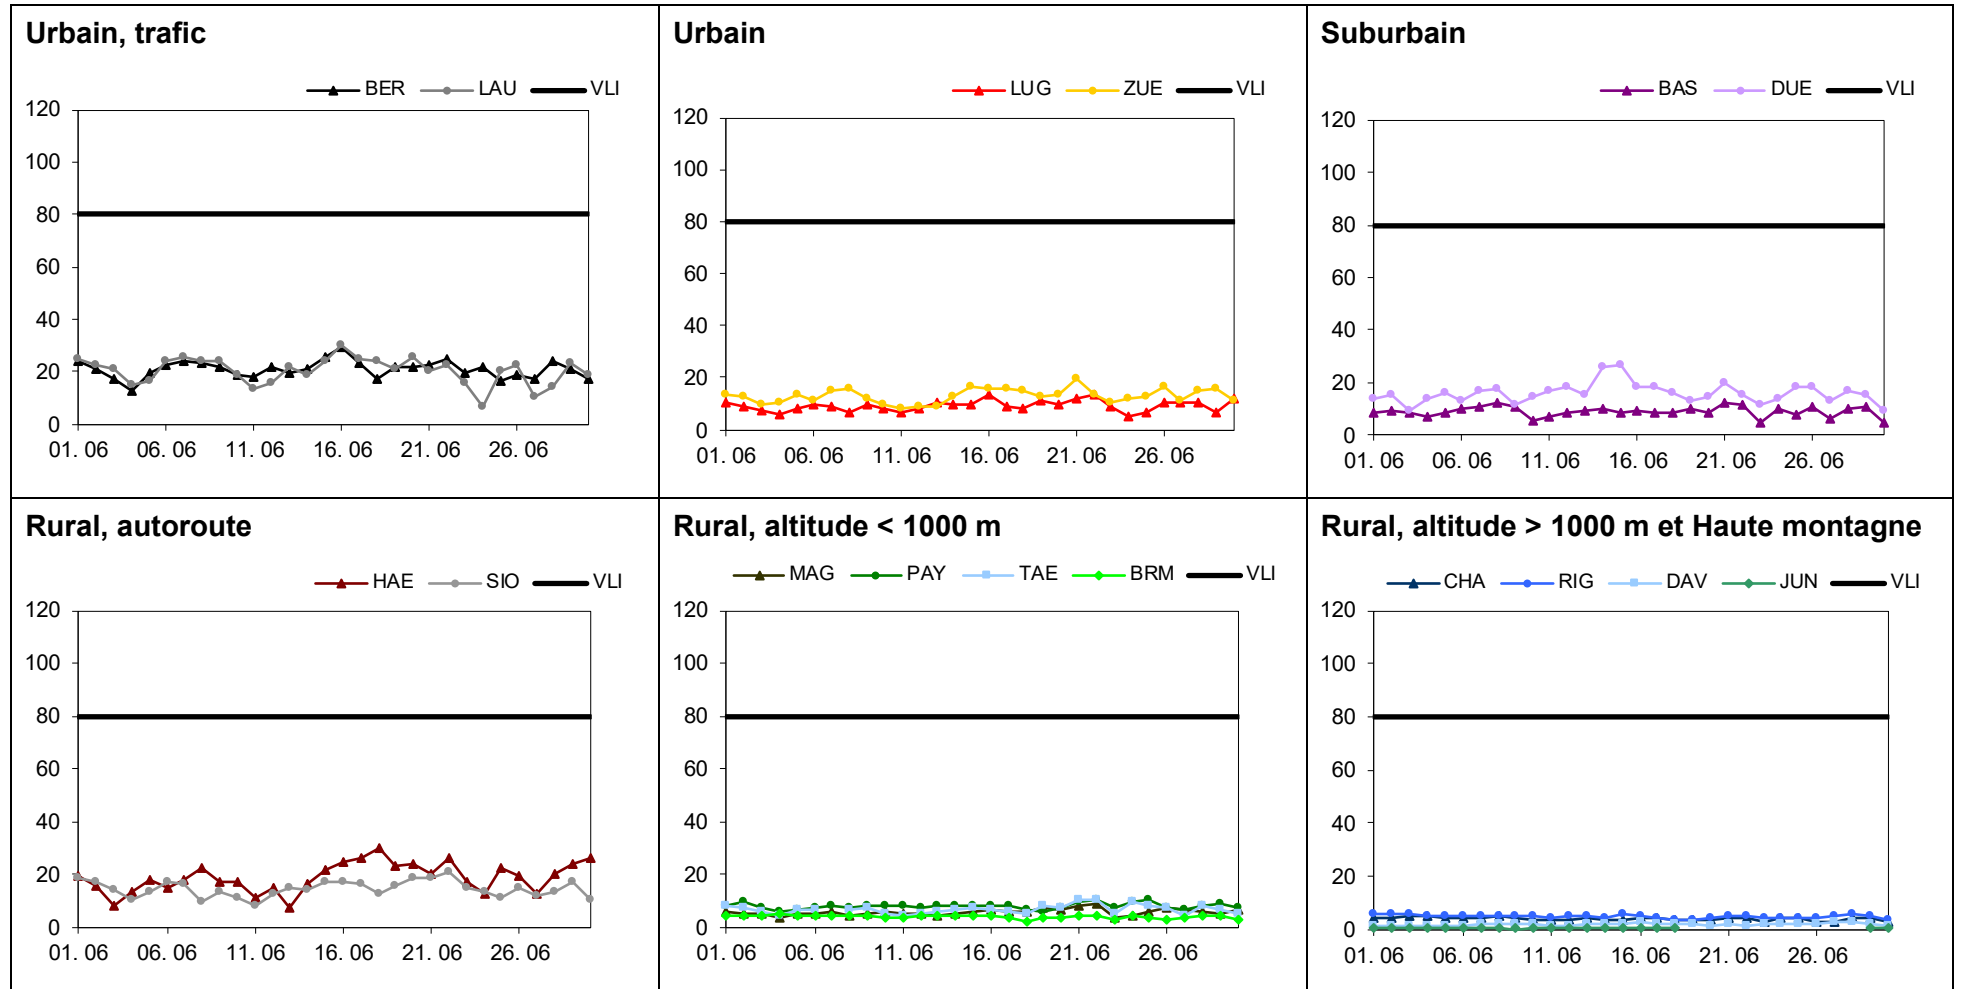 Urbain, trafic
BER LAU VLI
120
100
80
60
40
20
0
01. 06 06. 06 11. 06 16. 06 21. 06 26. 06
Urbain
LUG ZUE VLI
120
100
80
60
40
20
0
01. 06 06. 06 11. 06 16. 06 21. 06 26. 06
Suburbain
BAS DUE VLI
120
100
80
60
40
20
0
01. 06 06. 06 11. 06 16. 06 21. 06 26. 06
Rural, autoroute
HAE SIO VLI
120
100
80
60
40
20
0
01. 06 06. 06 11. 06 16. 06 21. 06 26. 06
Rural, altitude < 1000 m
MAG PAY TAE BRM VLI
120
100
80
60
40
20
0
01. 06 06. 06 11. 06 16. 06 21. 06 26. 06
Rural, altitude > 1000 m et Haute montagne
CHA RIG DAV JUN VLI
120
100
80
60
40
20
0
01. 06 06. 06 11. 06 16. 06 21. 06 26. 06